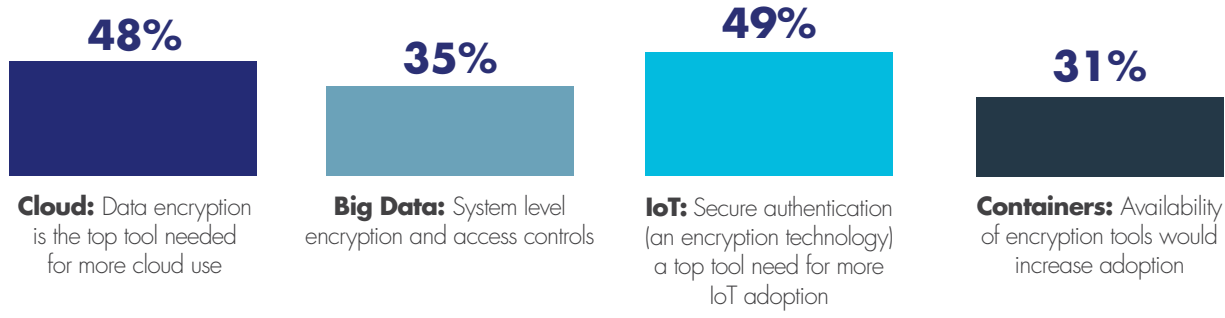 48%
Cloud: Data encryption
is the top tool needed
for more cloud use
35%
Big Data: System level
encryption and access controls
49%
IoT: Secure authentication
(an encryption technology)
a top tool need for more
IoT adoption
31%
Containers: Availability
of encryption tools would
increase adoption